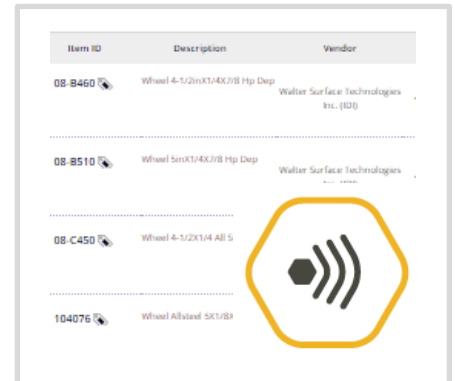 Item ID Description Vendor
08-B460 Wheel 4-1/2inX1/4X7/8 Hp Dep
Walter Surface Technologies
Inc. (IDI)
08-B510 Wheel 5inX1/4X7/8 Hp Dep
Walter Surface Technologies
08-C450 Wheel 4-1/2X1/4 All S
104076 Wheel Allsteel 5X1/8X